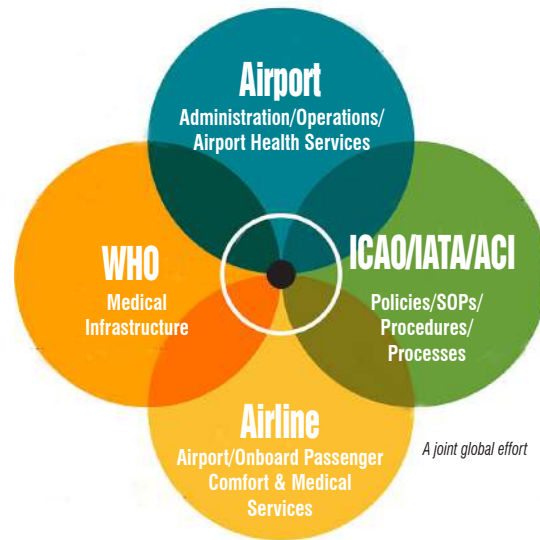 Airport
Administration/Operations/
Airport Health Services
WHO
Medical
Infrastructure
ICAO/IATA/ACI
Policies/SOPs/
Procedures/
Processes
Airline
Airport/Onboard Passenger
Comfort & Medical
Services
A joint global effort